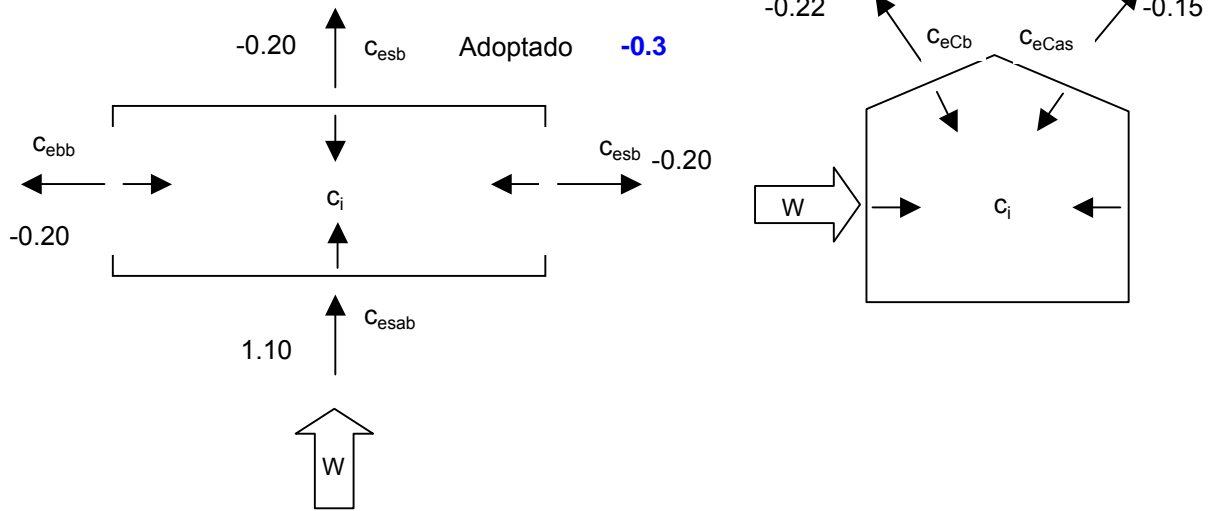 -0.20 c_esb Adoptado -0.3
c_ebb
c_esb -0.20
c_i
-0.20
c_esab
1.10
W
-0.22
-0.15
c_eCb c_eCas
W
c_i